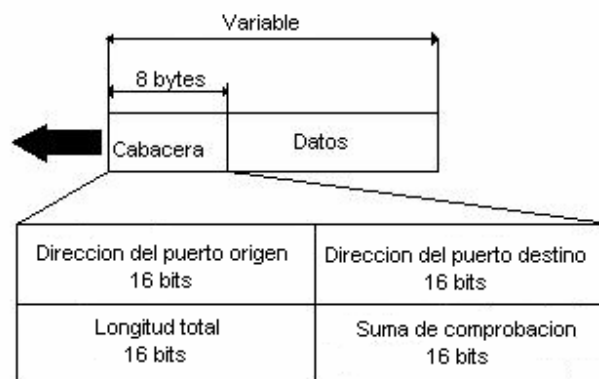 Variable
8 bytes
Cabacera
Datos
Direccion del puerto origen
16 bits
Direccion del puerto destino
16 bits
Longitud total
16 bits
Suma de comprobacion
16 bits